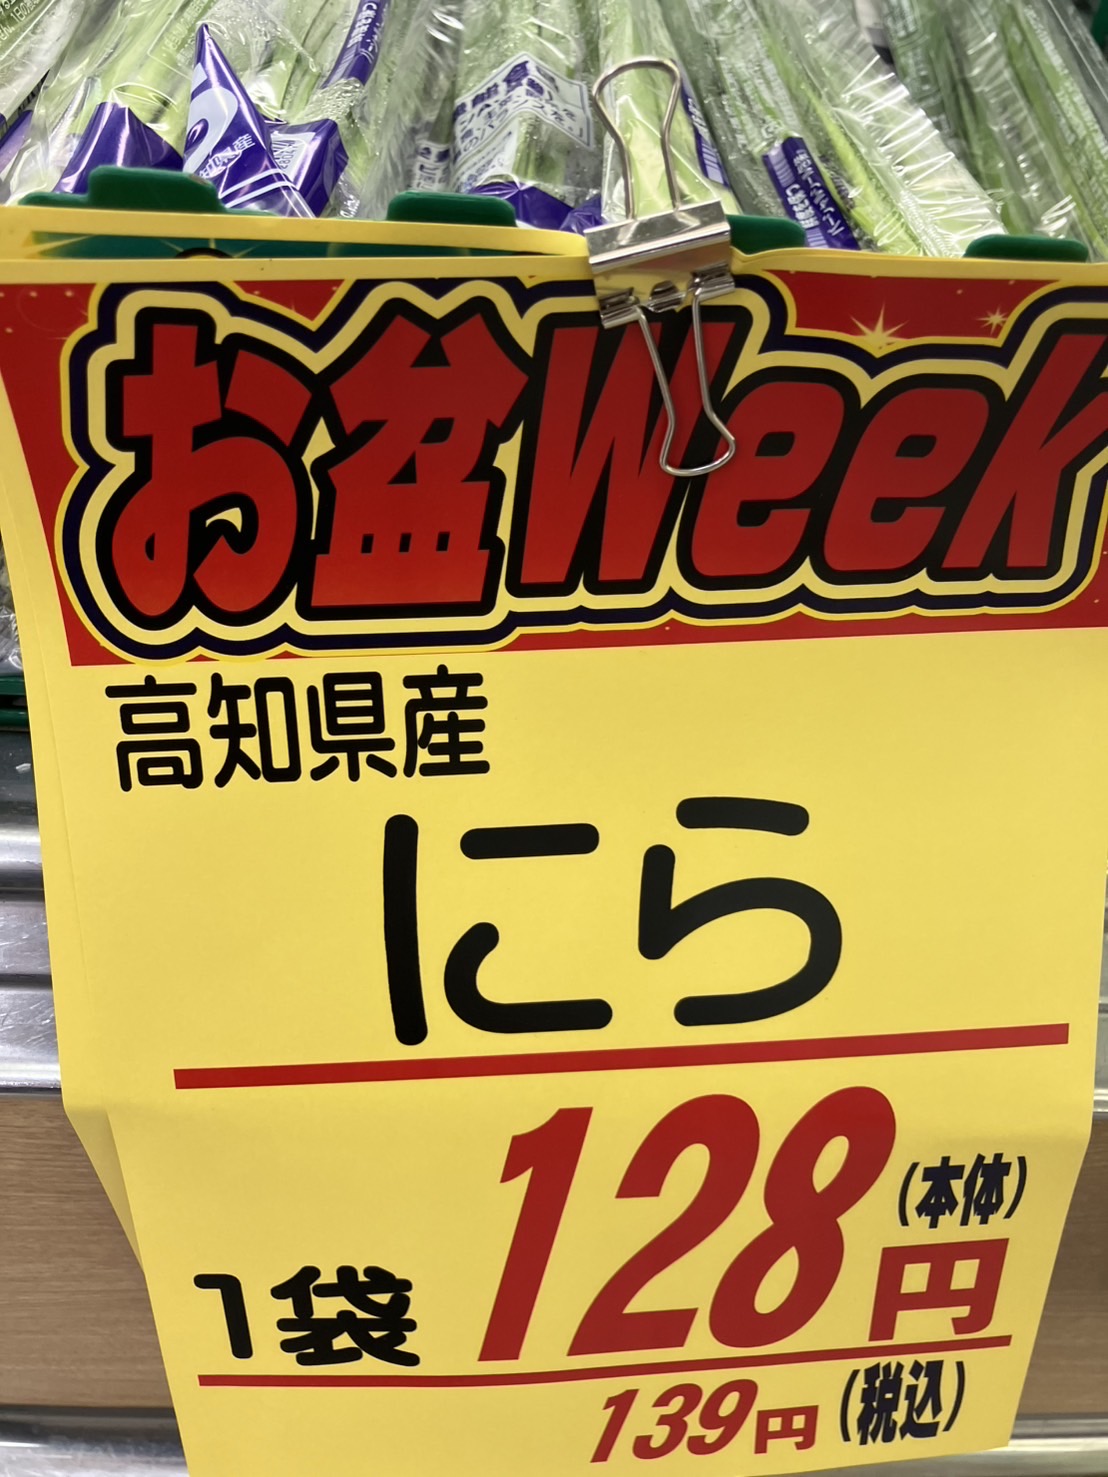 お盆Week
高知県産
にら
1袋 128円 (本体)
139円 (税込)